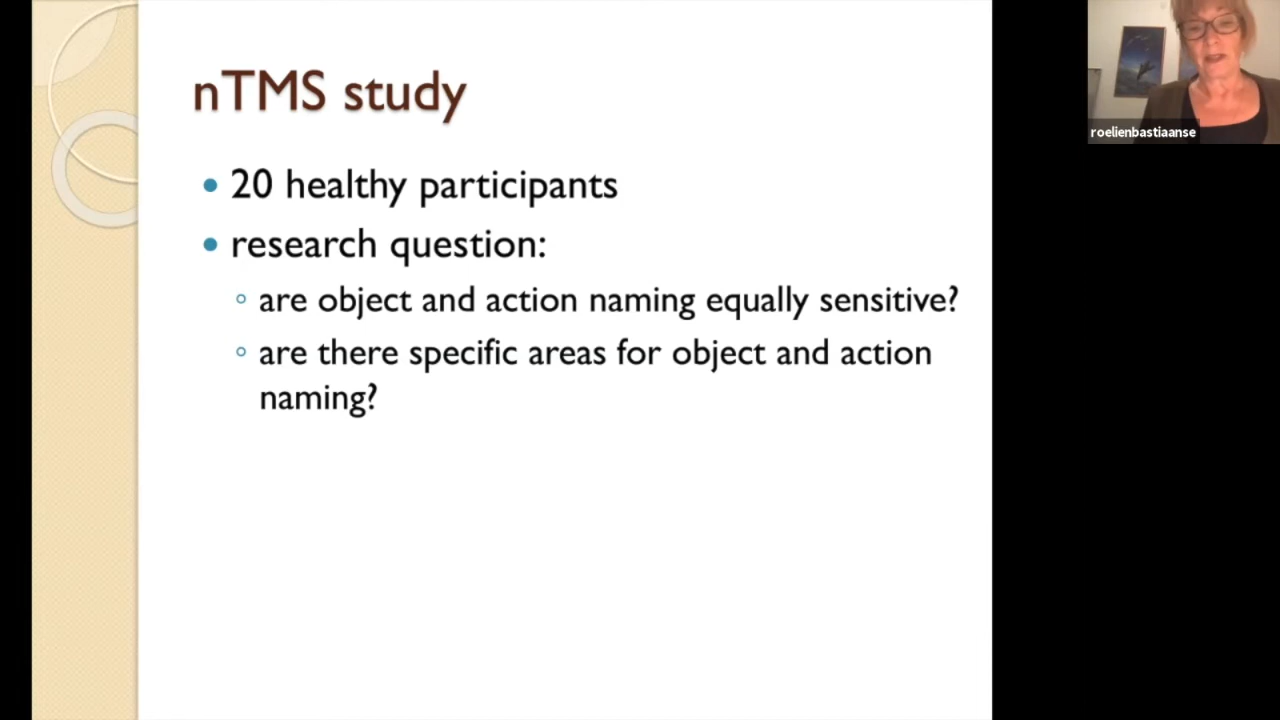 nTMS study
• 20 healthy participants
• research question:
◦ are object and action naming equally sensitive?
◦ are there specific areas for object and action
naming?
roelienbastiaanse